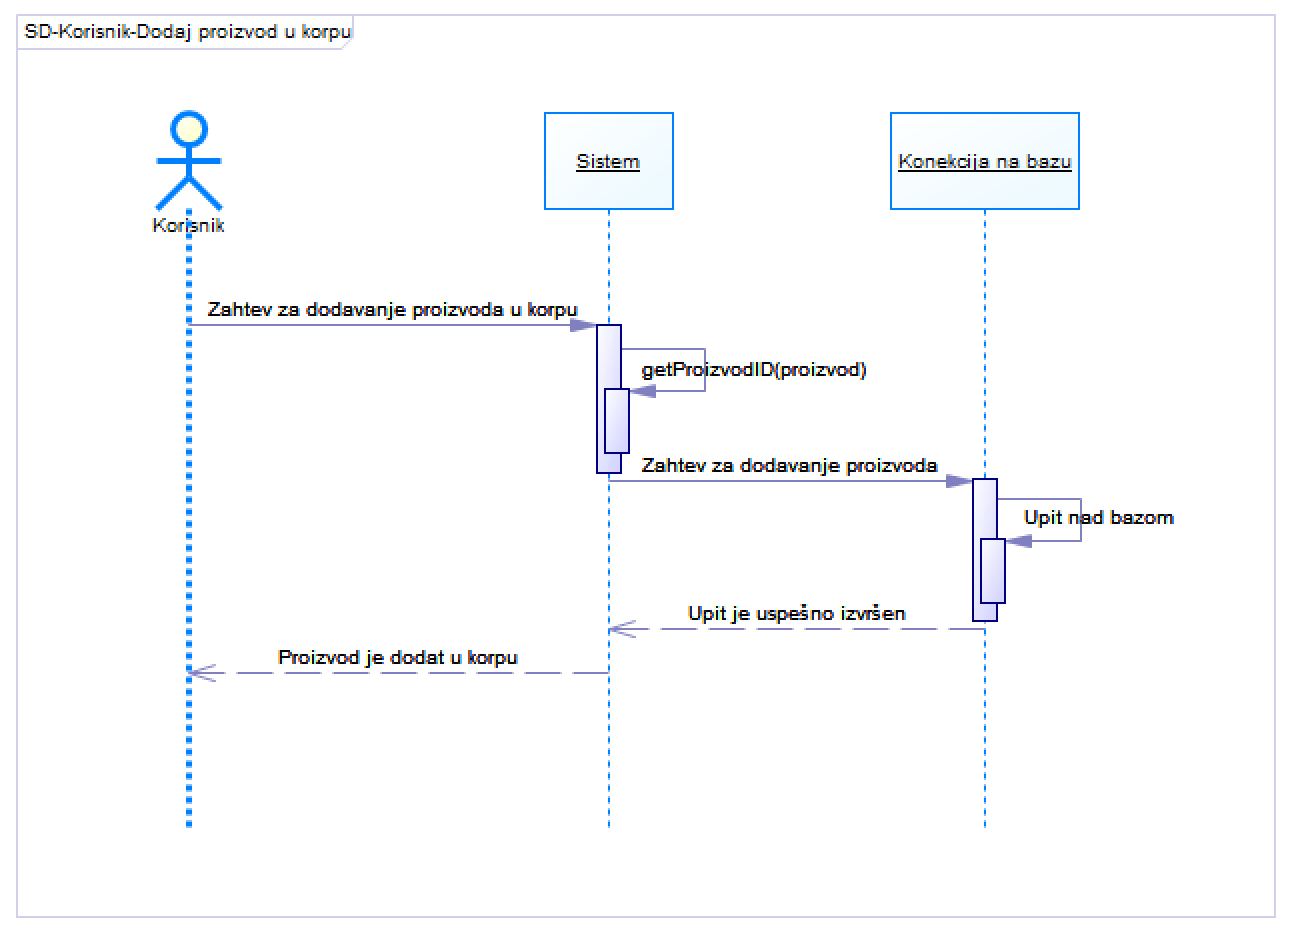 SD-Korisnik-Dodaj proizvod u korpu
Sistem
Konekcija na bazu
Korisnik
Zahtev za dodavanje proizvoda u korpu
getProizvodID(proizvod)
Zahtev za dodavanje proizvoda
Upit nad bazom
Upit je uspešno izvršen
Proizvod je dodat u korpu